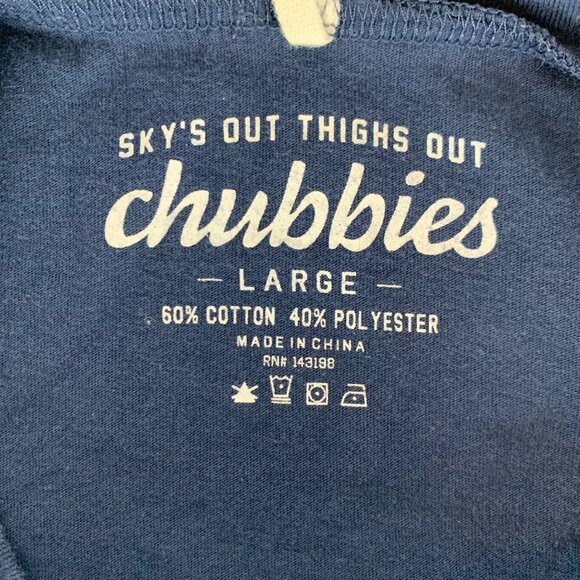 SKY'S OUT THIGHS OUT
chubbies
— LARGE —
60% COTTON 40% POLYESTER
MADE IN CHINA
RN# 143198